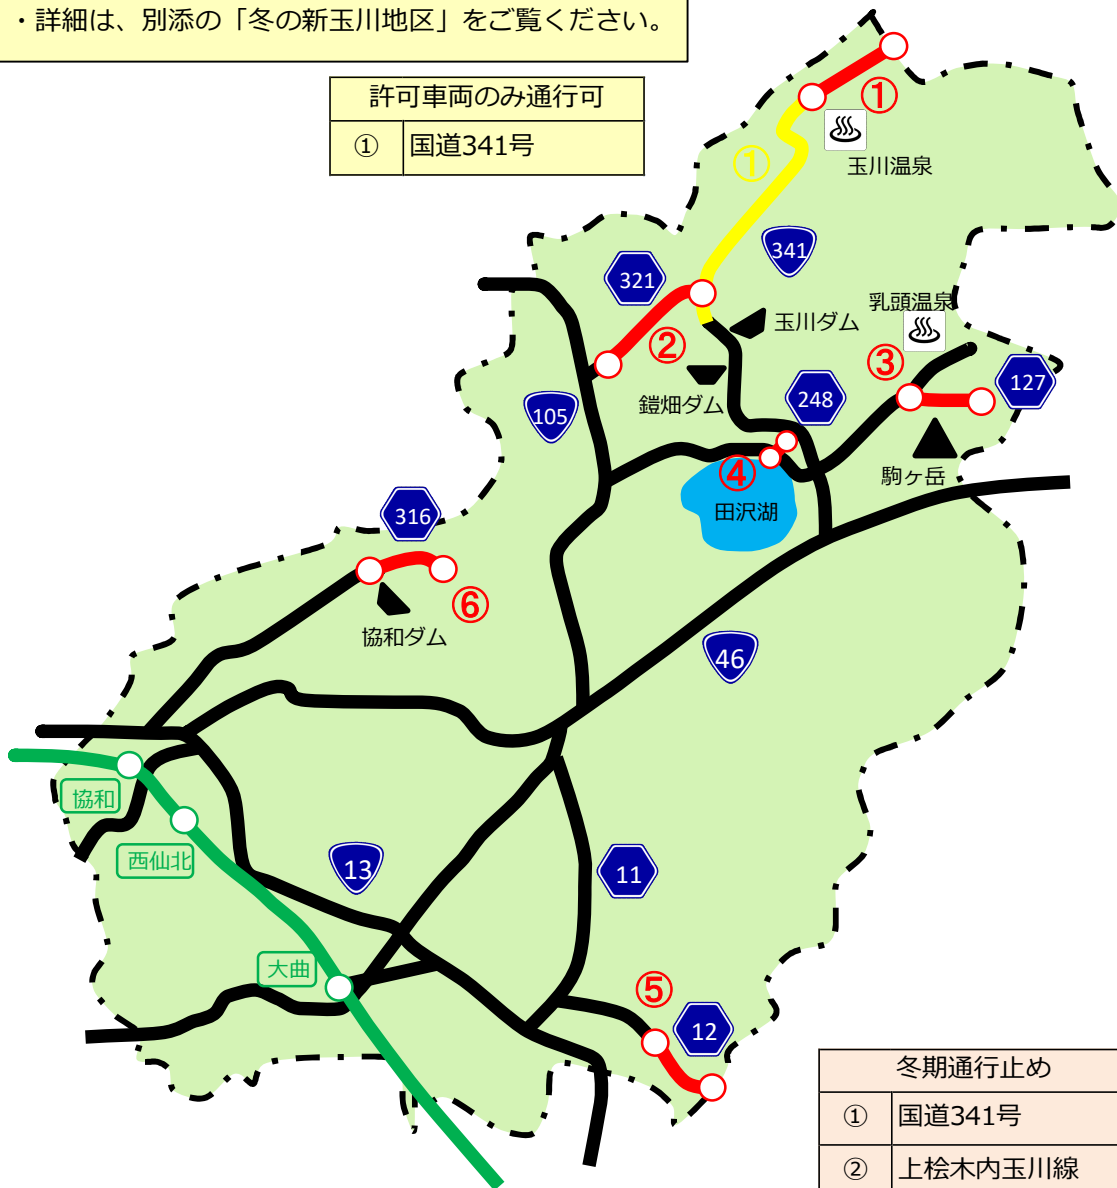 ・詳細は、別添の「冬の新玉川地区」をご覧ください。
許可車両のみ通行可
① 国道341号
①
玉川温泉
①
341
321
乳頭温泉
玉川ダム
②
③
127
鎧畑ダム
248
105
駒ヶ岳
④
田沢湖
316
⑥
協和ダム
46
協和
西仙北
13
11
大曲
⑤
12
冬期通行止め
① 国道341号
② 上桧木内玉川線